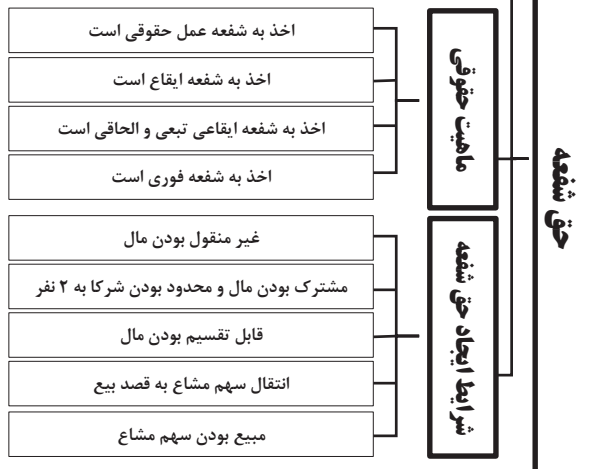 حق شفعه
ماهیت حقوقی
اخذ به شفعه عمل حقوقی است
اخذ به شفعه ایقاع است
اخذ به شفعه ایقاعی تبعی و الحاقی است
اخذ به شفعه فوری است
شرایط ایجاد حق شفعه
غیر منقول بودن مال
مشترک بودن مال و محدود بودن شرکا به ۲ نفر
قابل تقسیم بودن مال
انتقال سهم مشاع به قصد بیع
مبیع بودن سهم مشاع